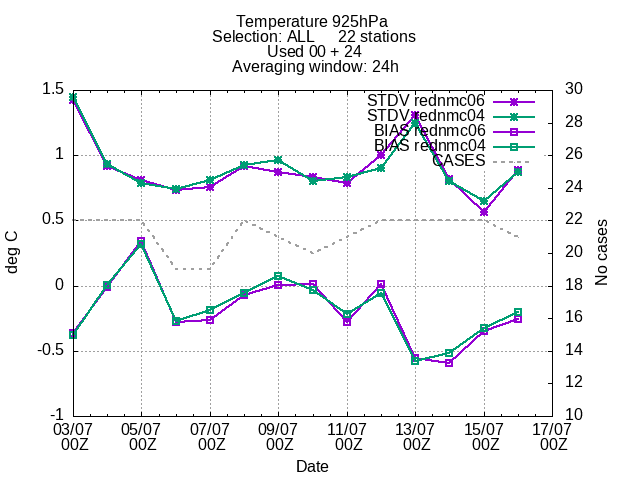 Temperature 925hPa
Selection: ALL 22 stations
Used 00 + 24
Averaging window: 24h
STDV rednmc06
STDV rednmc04
BIAS rednmc06
BIAS rednmc04
CASES
1.5
1
0.5
0
-0.5
-1
deg C
30
28
26
24
22
20
18
16
14
12
10
No cases
03/07 05/07 07/07 09/07 11/07 13/07 15/07 17/07
00Z 00Z 00Z 00Z 00Z 00Z 00Z 00Z
Date